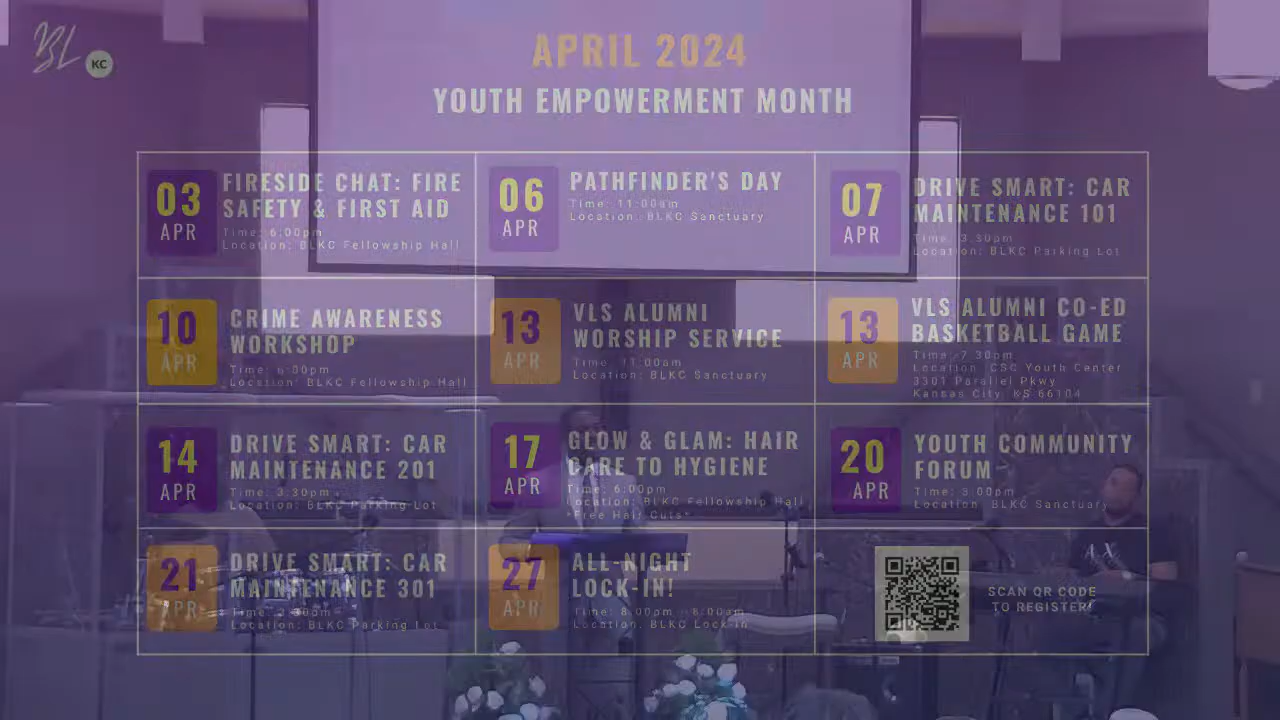 BL
KC
APRIL 2024
YOUTH EMPOWERMENT MONTH
03
APR
FIRESIDE CHAT: FIRE
SAFETY & FIRST AID
Time: 6:00pm
Location: BLKC Fellowship Hall
06
APR
PATHFINDER'S DAY
Time: 11:00am
Location: BLKC Sanctuary
07
APR
DRIVE SMART: CAR
MAINTENANCE 101
Time: 3:30pm
Location: BLKC Parking Lot
10
APR
CRIME AWARENESS
WORKSHOP
Time: 6:00pm
Location: BLKC Fellowship Hall
13
APR
VLS ALUMNI
WORSHIP SERVICE
Time: 11:00am
Location: BLKC Sanctuary
13
APR
VLS ALUMNI CO-ED
BASKETBALL GAME
Time: 7:30pm
Location: CSC Youth Center
3301 Parallel Pkwy
Kansas City, KS 66104
14
APR
DRIVE SMART: CAR
MAINTENANCE 201
Time: 3:30pm
Location: BLKC Parking Lot
17
APR
GLOW & GLAM: HAIR
CARE TO HYGIENE
Time: 6:00pm
Location: BLKC Fellowship Hall
*Free Hair Cuts*
20
APR
YOUTH COMMUNITY
FORUM
Time: 3:00pm
Location: BLKC Sanctuary
21
APR
DRIVE SMART: CAR
MAINTENANCE 301
Time: 3:30pm
Location: BLKC Parking Lot
27
APR
ALL-NIGHT
LOCK-IN!
Time: 8:00pm - 8:00am
Location: BLKC Lock-in
SCAN QR CODE
TO REGISTER!